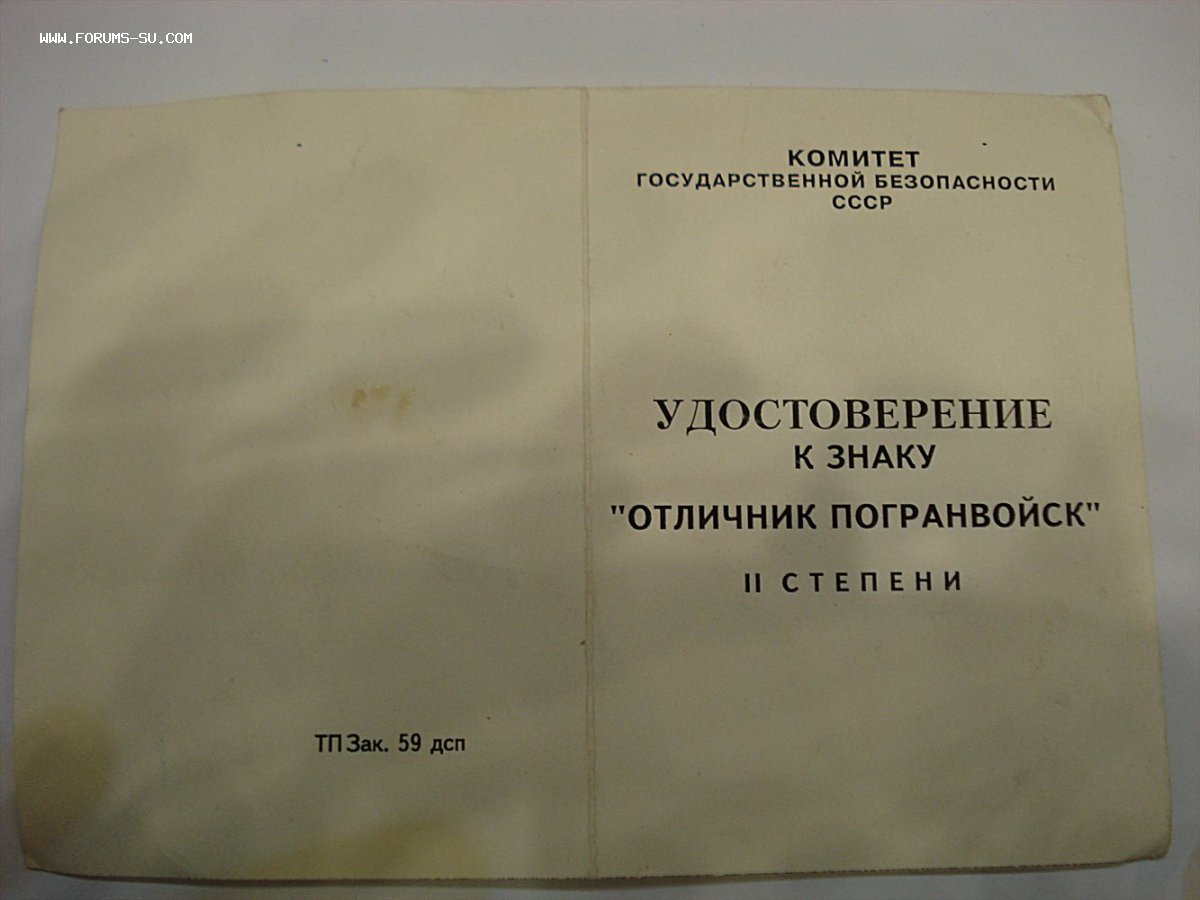 WWW.FORUMS-SU.COM
КОМИТЕТ
ГОСУДАРСТВЕННОЙ БЕЗОПАСНОСТИ
СССР
УДОСТОВЕРЕНИЕ
К ЗНАКУ
"ОТЛИЧНИК ПОГРАНВОЙСК"
II СТЕПЕНИ
ТП Зак. 59 дсп